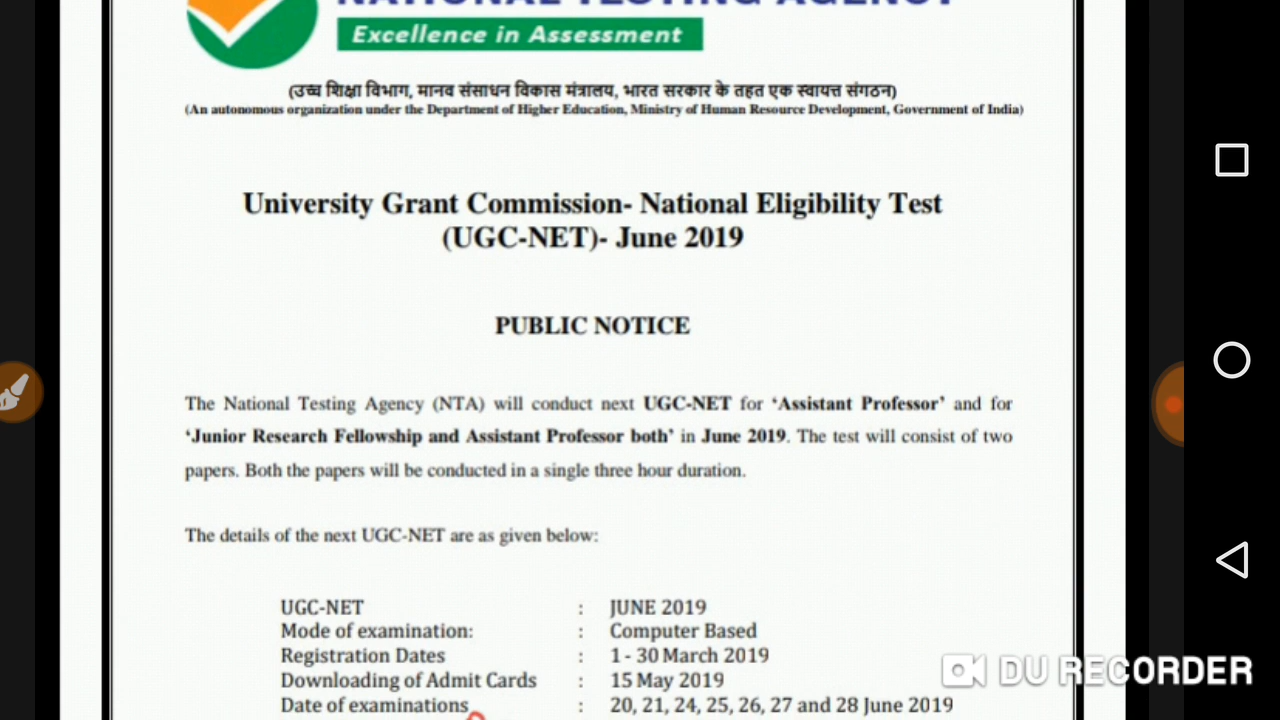 NATIONAL TESTING AGENCY
Excellence in Assessment
(उच्च शिक्षा विभाग, मानव संसाधन विकास मंत्रालय, भारत सरकार के तहत एक स्वायत्त संगठन)
(An autonomous organization under the Department of Higher Education, Ministry of Human Resource Development, Government of India)
University Grant Commission- National Eligibility Test
(UGC-NET)- June 2019
PUBLIC NOTICE
The National Testing Agency (NTA) will conduct next UGC-NET for ‘Assistant Professor’ and for
‘Junior Research Fellowship and Assistant Professor both’ in June 2019. The test will consist of two
papers. Both the papers will be conducted in a single three hour duration.
The details of the next UGC-NET are as given below:
UGC-NET : JUNE 2019
Mode of examination: : Computer Based
Registration Dates : 1 - 30 March 2019
Downloading of Admit Cards : 15 May 2019
Date of examinations : 20, 21, 24, 25, 26, 27 and 28 June 2019
DU RECORDER